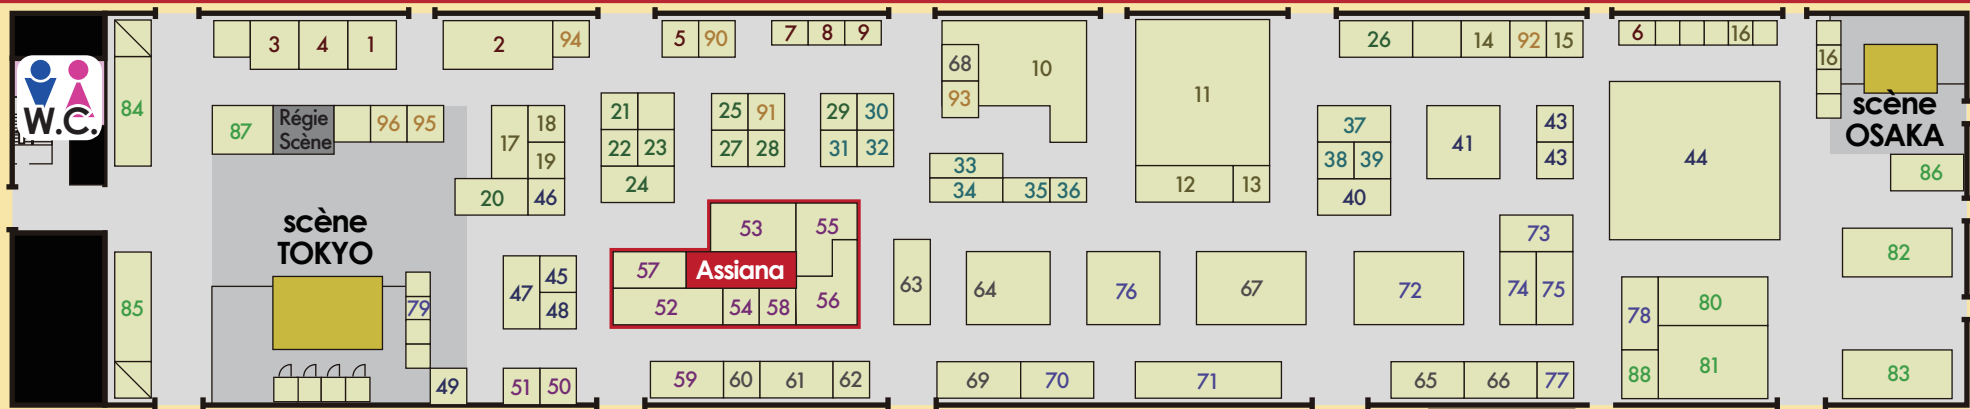 3 4 1 2 94 5 90 7 8 9 26 14 92 15 6 16
68 10 16
11
W.C. 84 93 scène
OSAKA
87 Régie
Scène 96 95 17 18 21 25 91 29 30 37 41 43
19 22 23 27 28 31 32 33 38 39 43 44
20 46 24 34 35 36 12 13 40 86
scène
TOKYO
53 55 73
57 Assiana 63 64 76 67 72 74 75 82
47 45
48
52 54 58 56
85 79 78 80
49 51 50 59 60 61 62 69 70 71 65 66 77 88 81 83